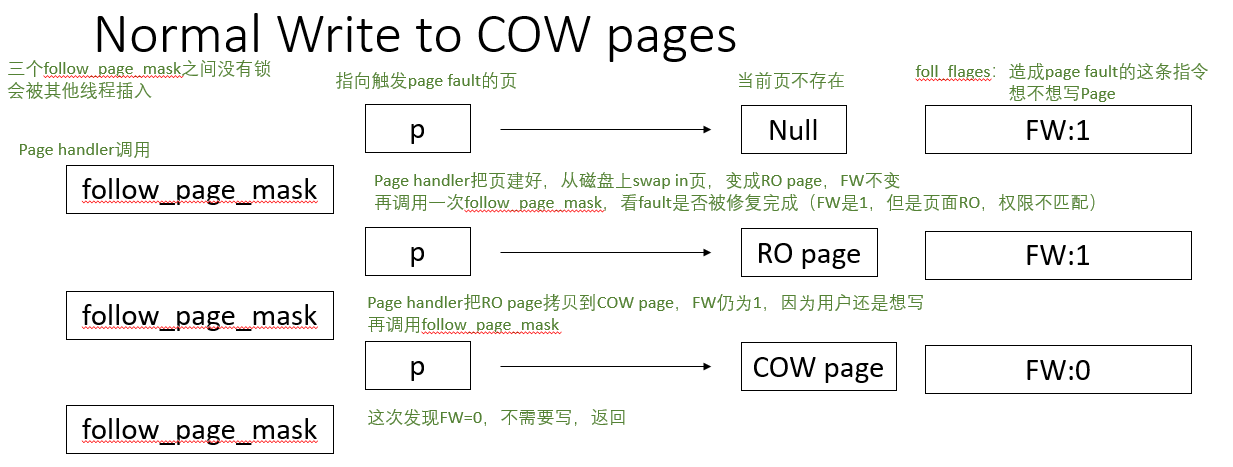 Normal Write to COW pages
三个follow_page_mask之间没有锁
会被其他线程插入
指向触发page fault的页
当前页不存在
foll_flages：造成page fault的这条指令
想不想写Page
p
Null
FW:1
Page handler调用
follow_page_mask
Page handler把页建好，从磁盘上swap in页，变成RO page，FW不变
再调用一次follow_page_mask，看fault是否被修复完成（FW是1，但是页面RO，权限不匹配）
p
RO page
FW:1
follow_page_mask
Page handler把RO page拷贝到COW page，FW仍为1，因为用户还是想写
再调用follow_page_mask
p
COW page
FW:0
follow_page_mask
这次发现FW=0，不需要写，返回